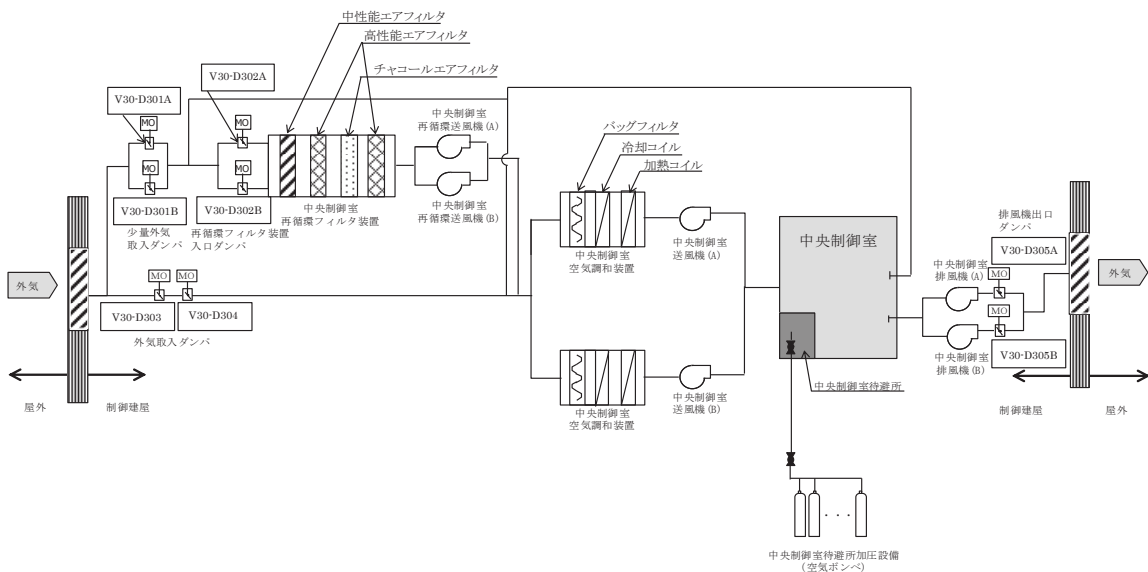 中性能エアフィルタ
高性能エアフィルタ
チャコールエアフィルタ
V30-D301A
V30-D302A
MO
MO
MO
MO
V30-D301B
V30-D302B
少量外気
取入ダンパ
再循環フィルタ装置
入口ダンパ
中央制御室
再循環フィルタ装置
中央制御室
再循環送風機(A)
中央制御室
再循環送風機(B)
バッグフィルタ
冷却コイル
加熱コイル
中央制御室
空気調和装置
中央制御室
送風機(A)
中央制御室
排風機出口
ダンパ
V30-D305A
中央制御室
排風機(A)
MO
MO
外気
外気
MO
MO
V30-D303
V30-D304
外気取入ダンパ
V30-D305B
中央制御室
排風機(B)
中央制御室待避所
中央制御室
空気調和装置
中央制御室
送風機(B)
屋外
制御建屋
制御建屋
屋外
・・・
中央制御室待避所加圧設備
(空気ボンベ)